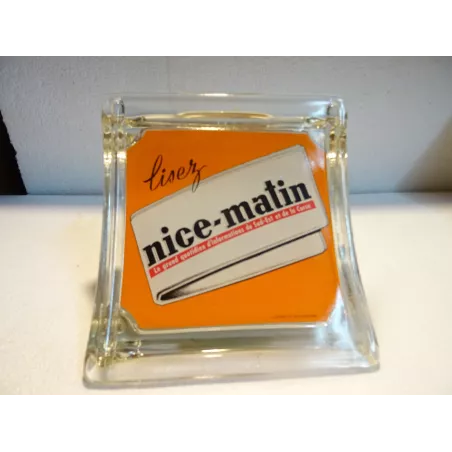 lisez
nice-matin
Le grand quotidien d'informations du Sud-Est et de la Corse